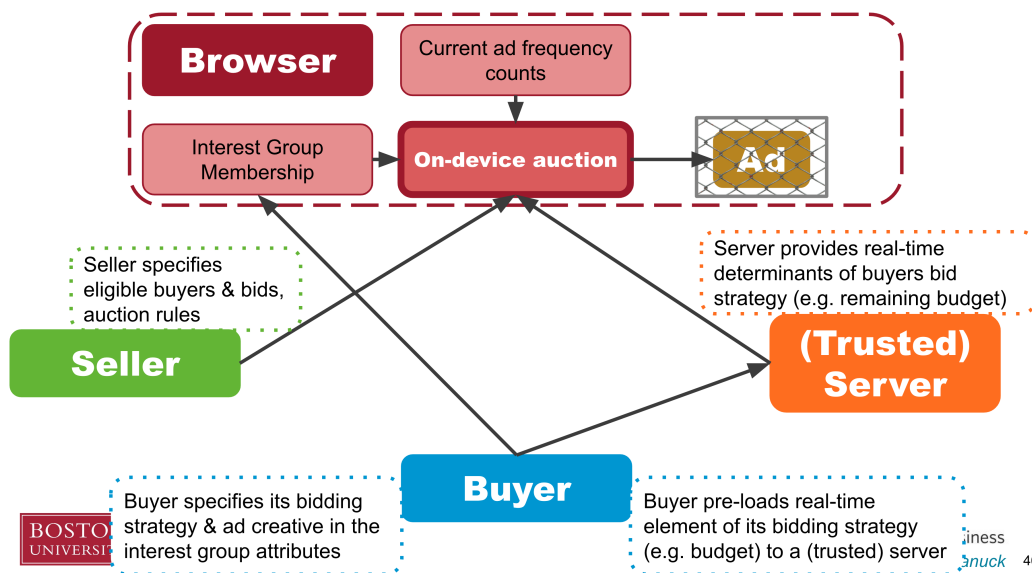 Browser
Current ad frequency
counts
Interest Group
Membership
On-device auction
Ad
Seller specifies
eligible buyers & bids,
auction rules
Server provides real-time
determinants of buyers bid
strategy (e.g. remaining budget)
Seller
(Trusted)
Server
Buyer
Buyer specifies its bidding
strategy & ad creative in the
interest group attributes
Buyer pre-loads real-time
element of its bidding strategy
(e.g. budget) to a (trusted) server